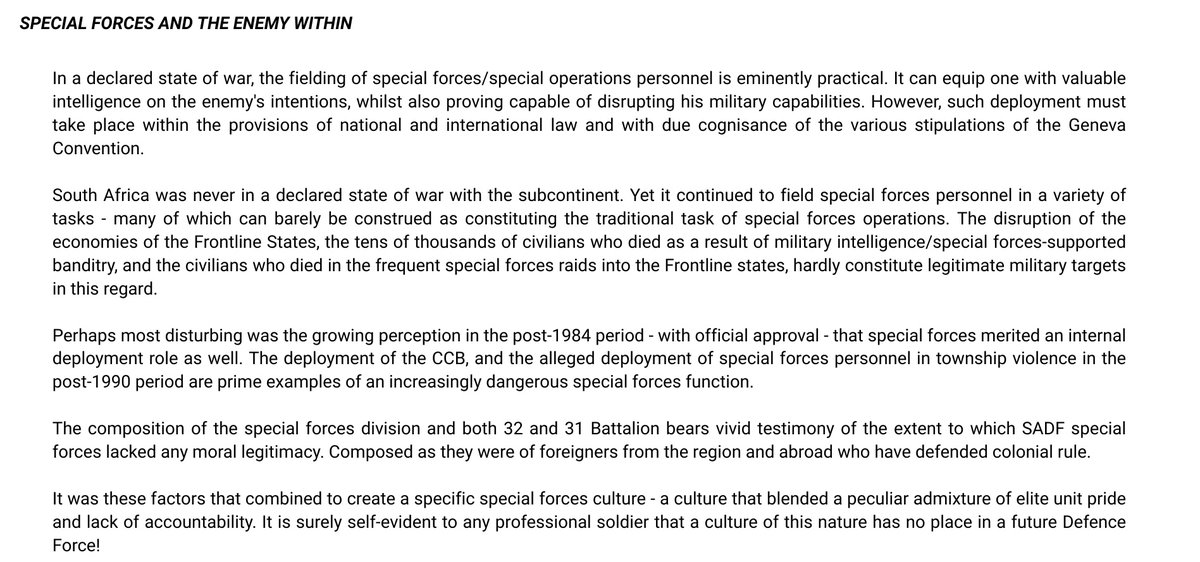 SPECIAL FORCES AND THE ENEMY WITHIN
In a declared state of war, the fielding of special forces/special operations personnel is eminently practical. It can equip one with valuable
intelligence on the enemy's intentions, whilst also proving capable of disrupting his military capabilities. However, such deployment must
take place within the provisions of national and international law and with due cognisance of the various stipulations of the Geneva
Convention.
South Africa was never in a declared state of war with the subcontinent. Yet it continued to field special forces personnel in a variety of
tasks - many of which can barely be construed as constituting the traditional task of special forces operations. The disruption of the
economies of the Frontline States, the tens of thousands of civilians who died as a result of military intelligence/special forces-supported
banditry, and the civilians who died in the frequent special forces raids into the Frontline states, hardly constitute legitimate military targets
in this regard.
Perhaps most disturbing was the growing perception in the post-1984 period - with official approval - that special forces merited an internal
deployment role as well. The deployment of the CCB, and the alleged deployment of special forces personnel in township violence in the
post-1990 period are prime examples of an increasingly dangerous special forces function.
The composition of the special forces division and both 32 and 31 Battalion bears vivid testimony of the extent to which SADF special
forces lacked any moral legitimacy. Composed as they were of foreigners from the region and abroad who have defended colonial rule.
It was these factors that combined to create a specific special forces culture - a culture that blended a peculiar admixture of elite unit pride
and lack of accountability. It is surely self-evident to any professional soldier that a culture of this nature has no place in a future Defence
Force!